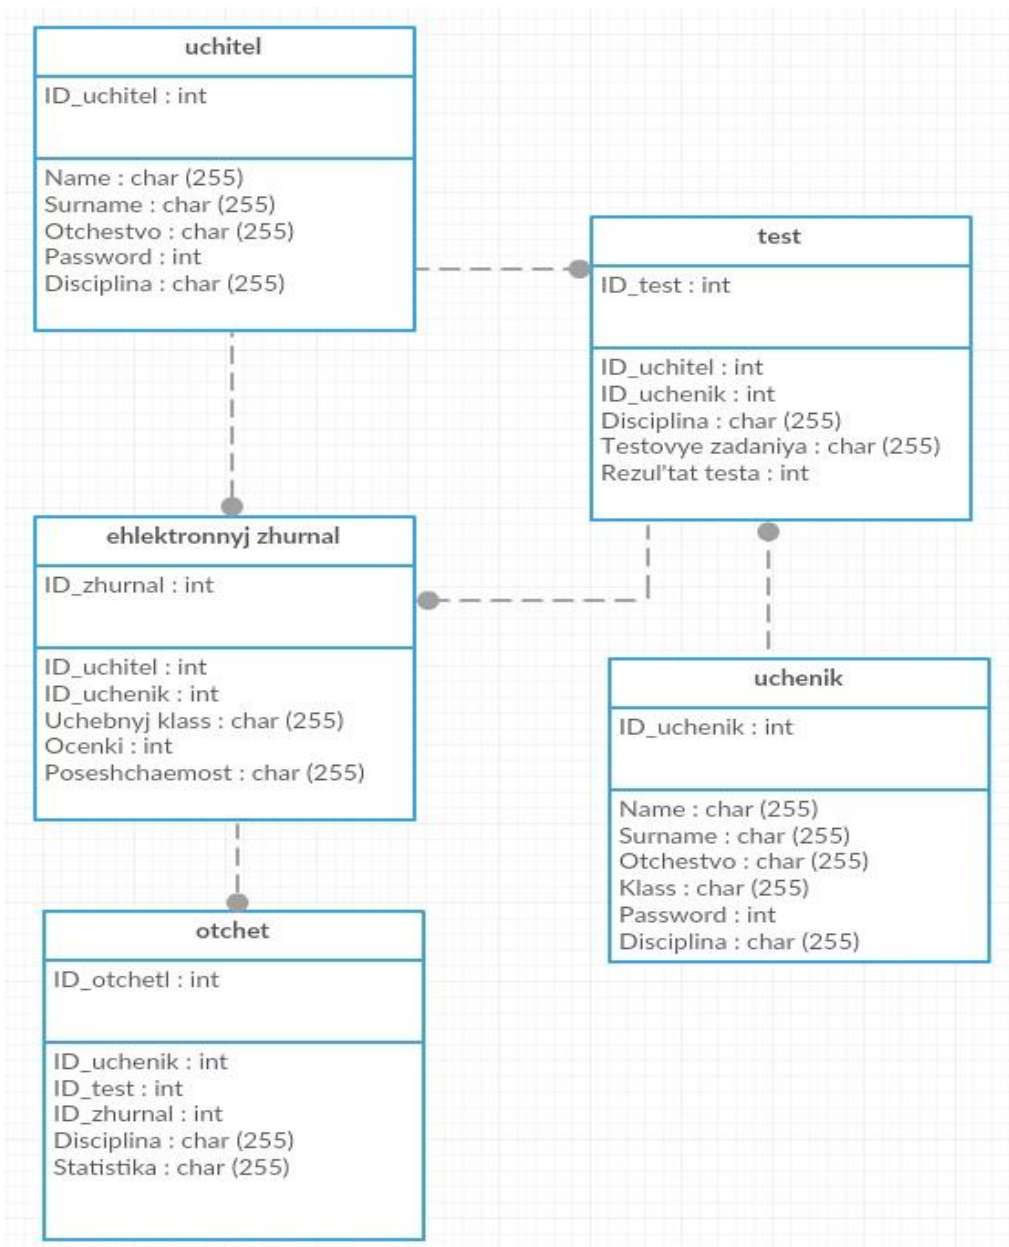 uchitel
ID_uchitel : int
Name : char (255)
Surname : char (255)
Otchestvo : char (255)
Password : int
Disciplina : char (255)
test
ID_test : int
ID_uchitel : int
ID_uchenik : int
Disciplina : char (255)
Testovye zadaniya : char (255)
Rezul'tat testa : int
ehlektronnyj zhurnal
ID_zhurnal : int
ID_uchitel : int
ID_uchenik : int
Uchebnyj klass : char (255)
Ocenki : int
Poseshchaemost : char (255)
uchenik
ID_uchenik : int
Name : char (255)
Surname : char (255)
Otchestvo : char (255)
Klass : char (255)
Password : int
Disciplina : char (255)
otchet
ID_otchetl : int
ID_uchenik : int
ID_test : int
ID_zhurnal : int
Disciplina : char (255)
Statistika : char (255)